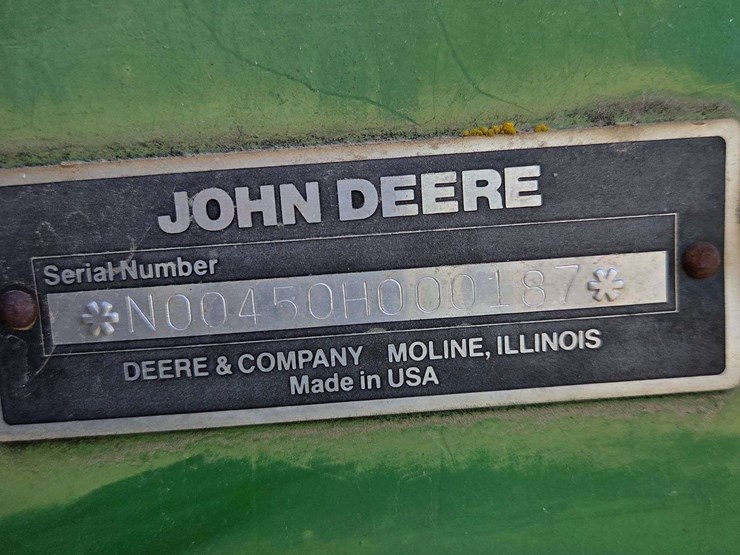 JOHN DEERE
Serial Number
*N00450H000187*
DEERE & COMPANY MOLINE, ILLINOIS
Made in USA